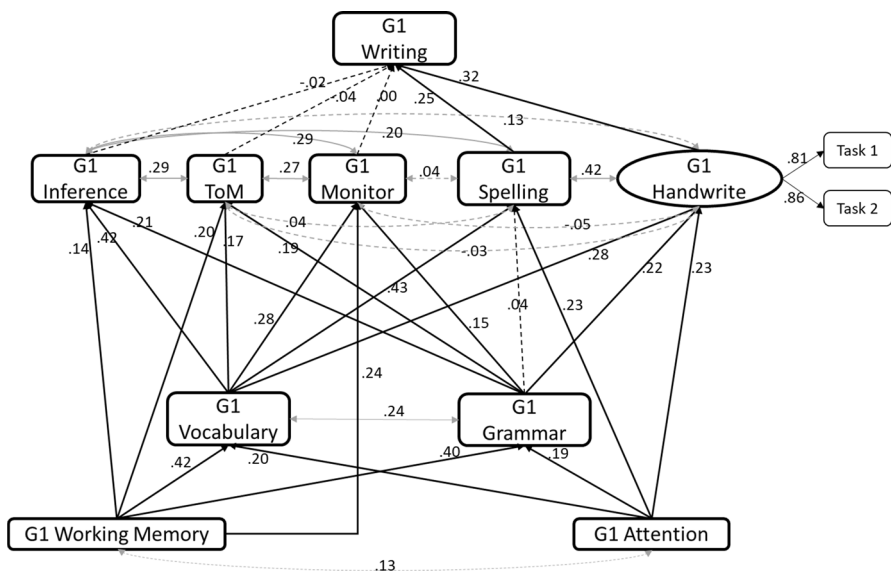 G1
Writing
-.02
.04
.00
.25
.32
.13
.29
.20
G1
Inference
.29
G1
ToM
.27
G1
Monitor
.04
G1
Spelling
.42
G1
Handwrite
.81
Task 1
.86
Task 2
.14
.42
.21
.20
.17
.04
.19
-.05
-.03
.28
.22
.23
.43
.04
.23
.28
.15
.24
G1
Vocabulary
.24
G1
Grammar
.42
.20
.40
.19
G1 Working Memory
G1 Attention
.13